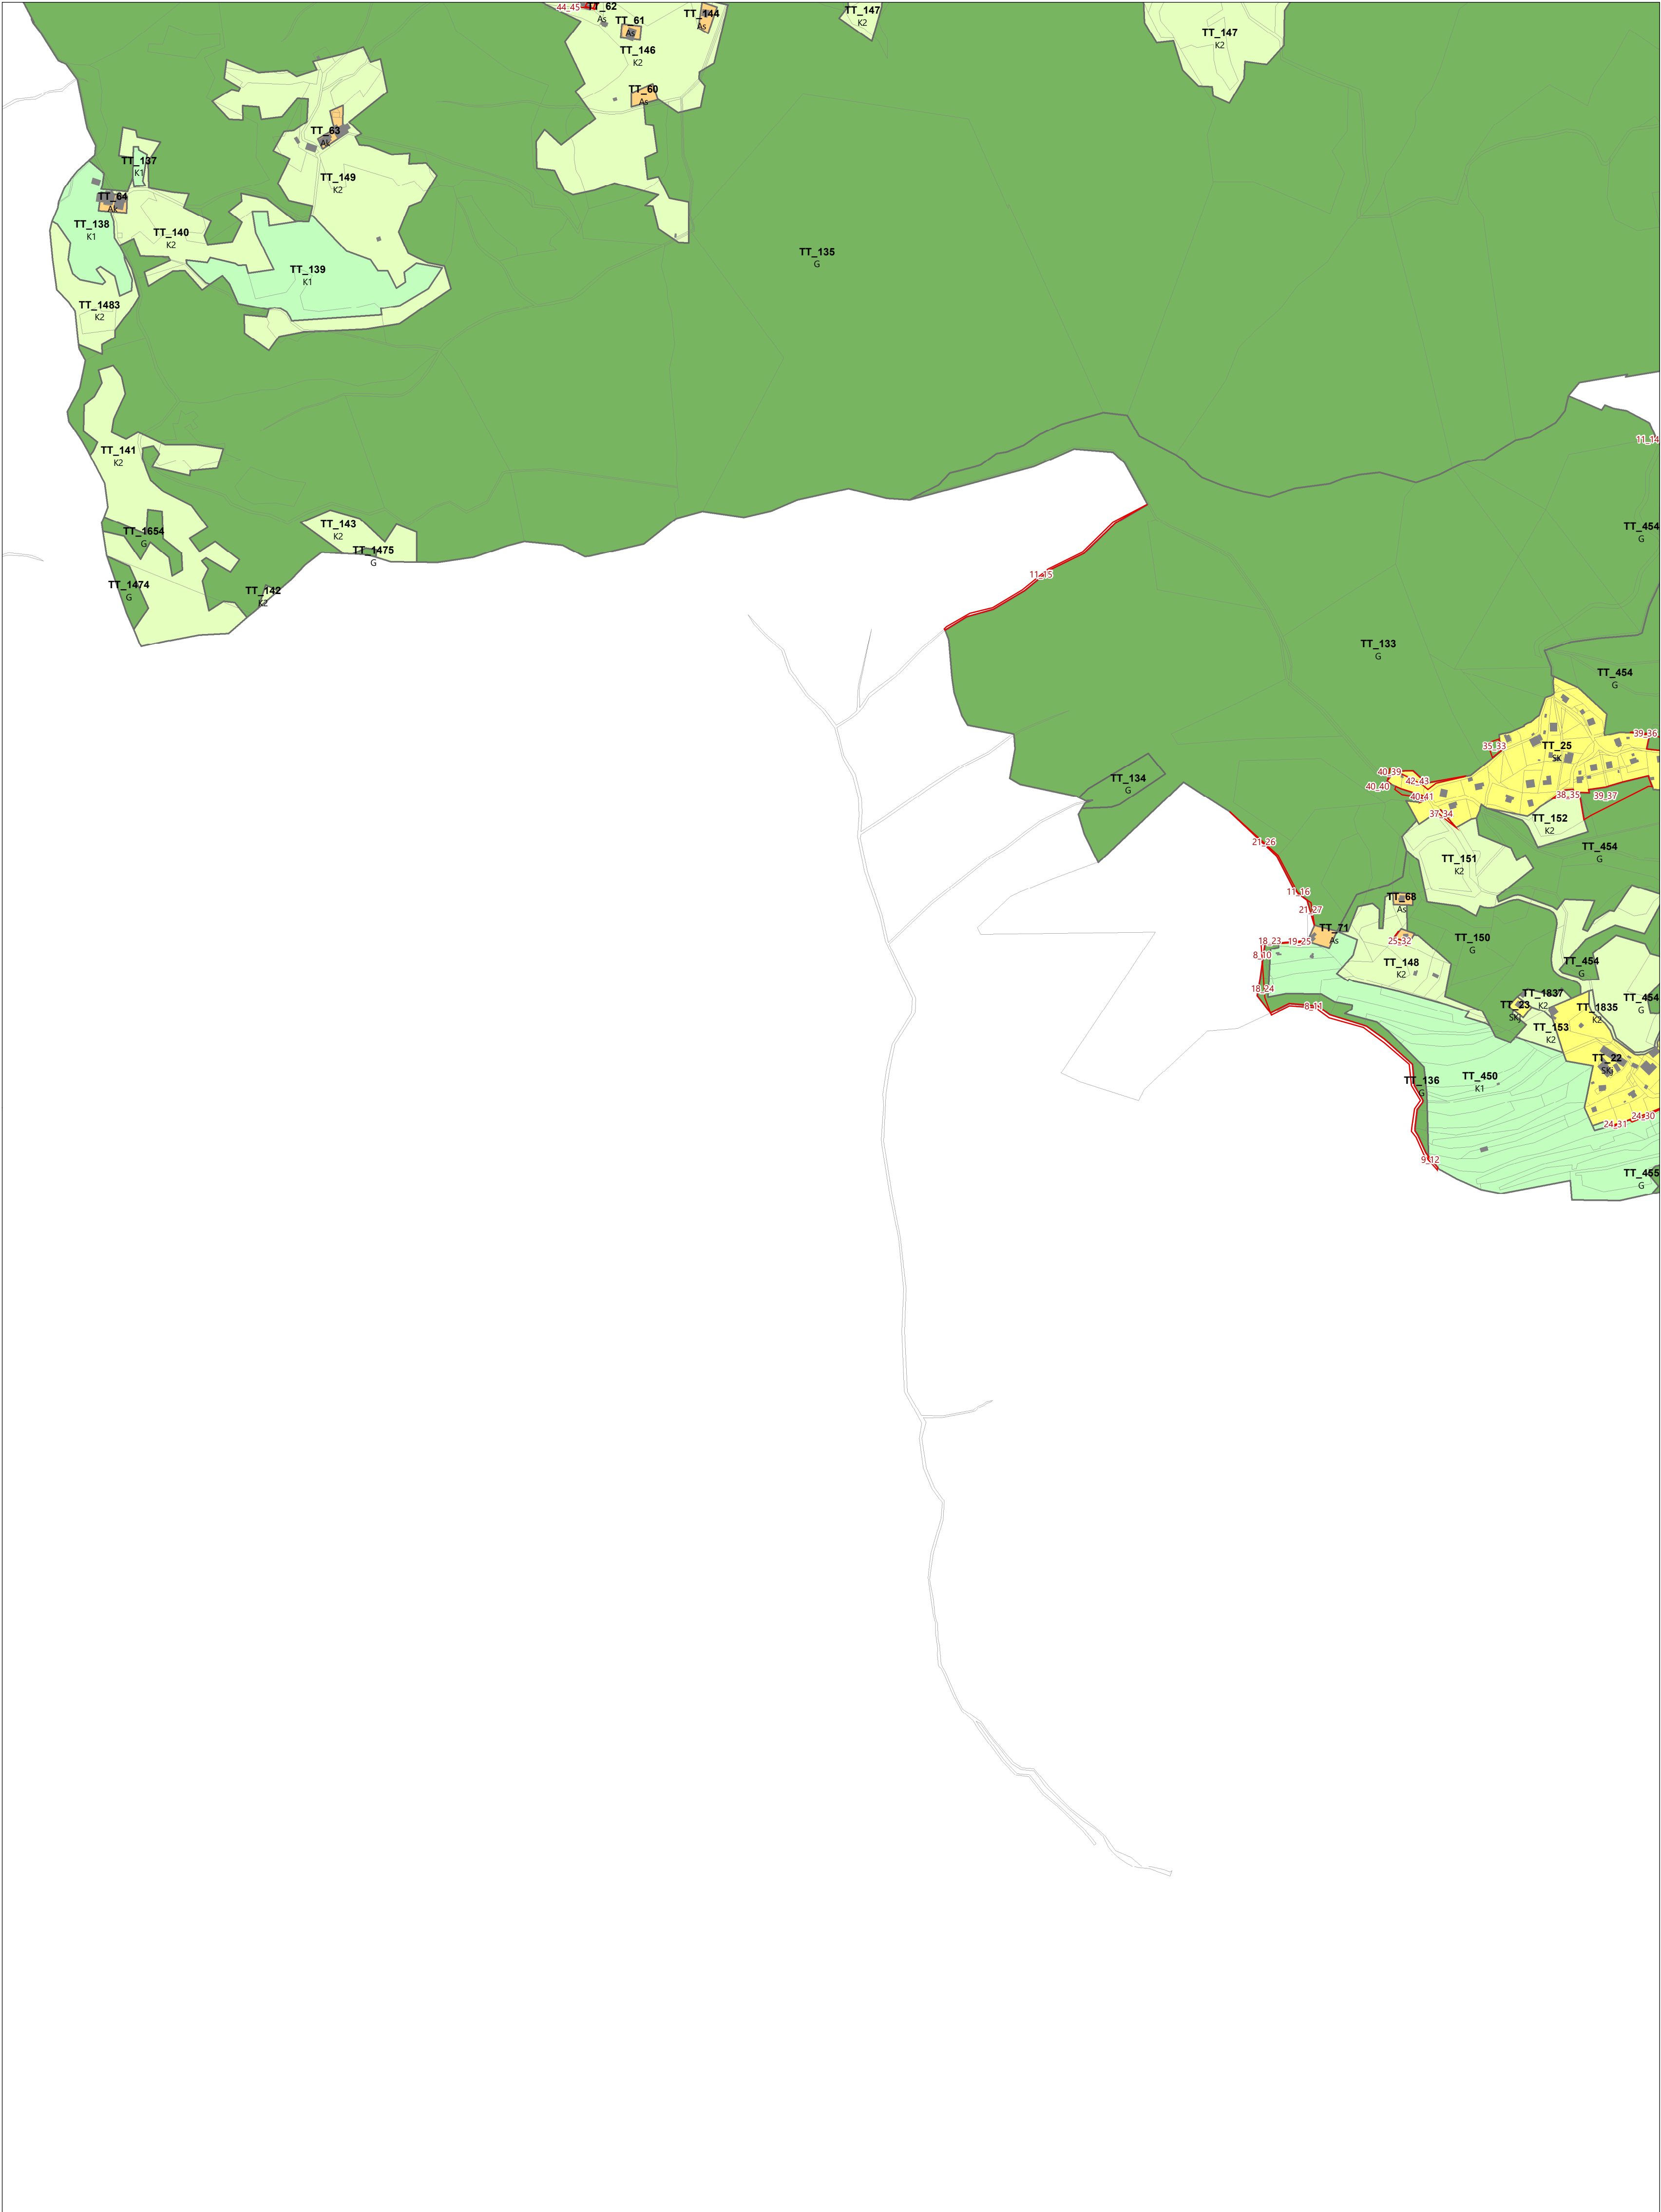 44_45
TT_62
As
TT_61
As
TT_144
As
TT_147
K2
TT_147
K2
TT_146
K2
TT_60
As
TT_63
Ak
TT_137
K1
TT_149
K2
TT_64
Ak
TT_138
K1
TT_140
K2
TT_139
K1
TT_135
G
TT_1483
K2
11_14
TT_141
K2
TT_143
K2
TT_1654
G
TT_1475
G
TT_454
G
11_15
TT_1474
G
TT_142
K2
TT_133
G
TT_454
G
39_36
35_33
TT_25
SK
40_39
42_43
TT_134
G
40_40
40_41
38_35
39_37
37_34
TT_152
K2
21_26
TT_454
G
TT_151
K2
11_16
TT_68
As
21_27
TT_71
As
18_23
19_25
25_32
TT_150
G
8_10
TT_148
K2
TT_454
G
18_24
TT_1837
K2
TT_454
G
8_11
TT_23
SKj
TT_1835
K2
TT_153
K2
TT_22
SKj
TT_136
G
TT_450
K1
24_30
24_31
9_12
TT_455
G